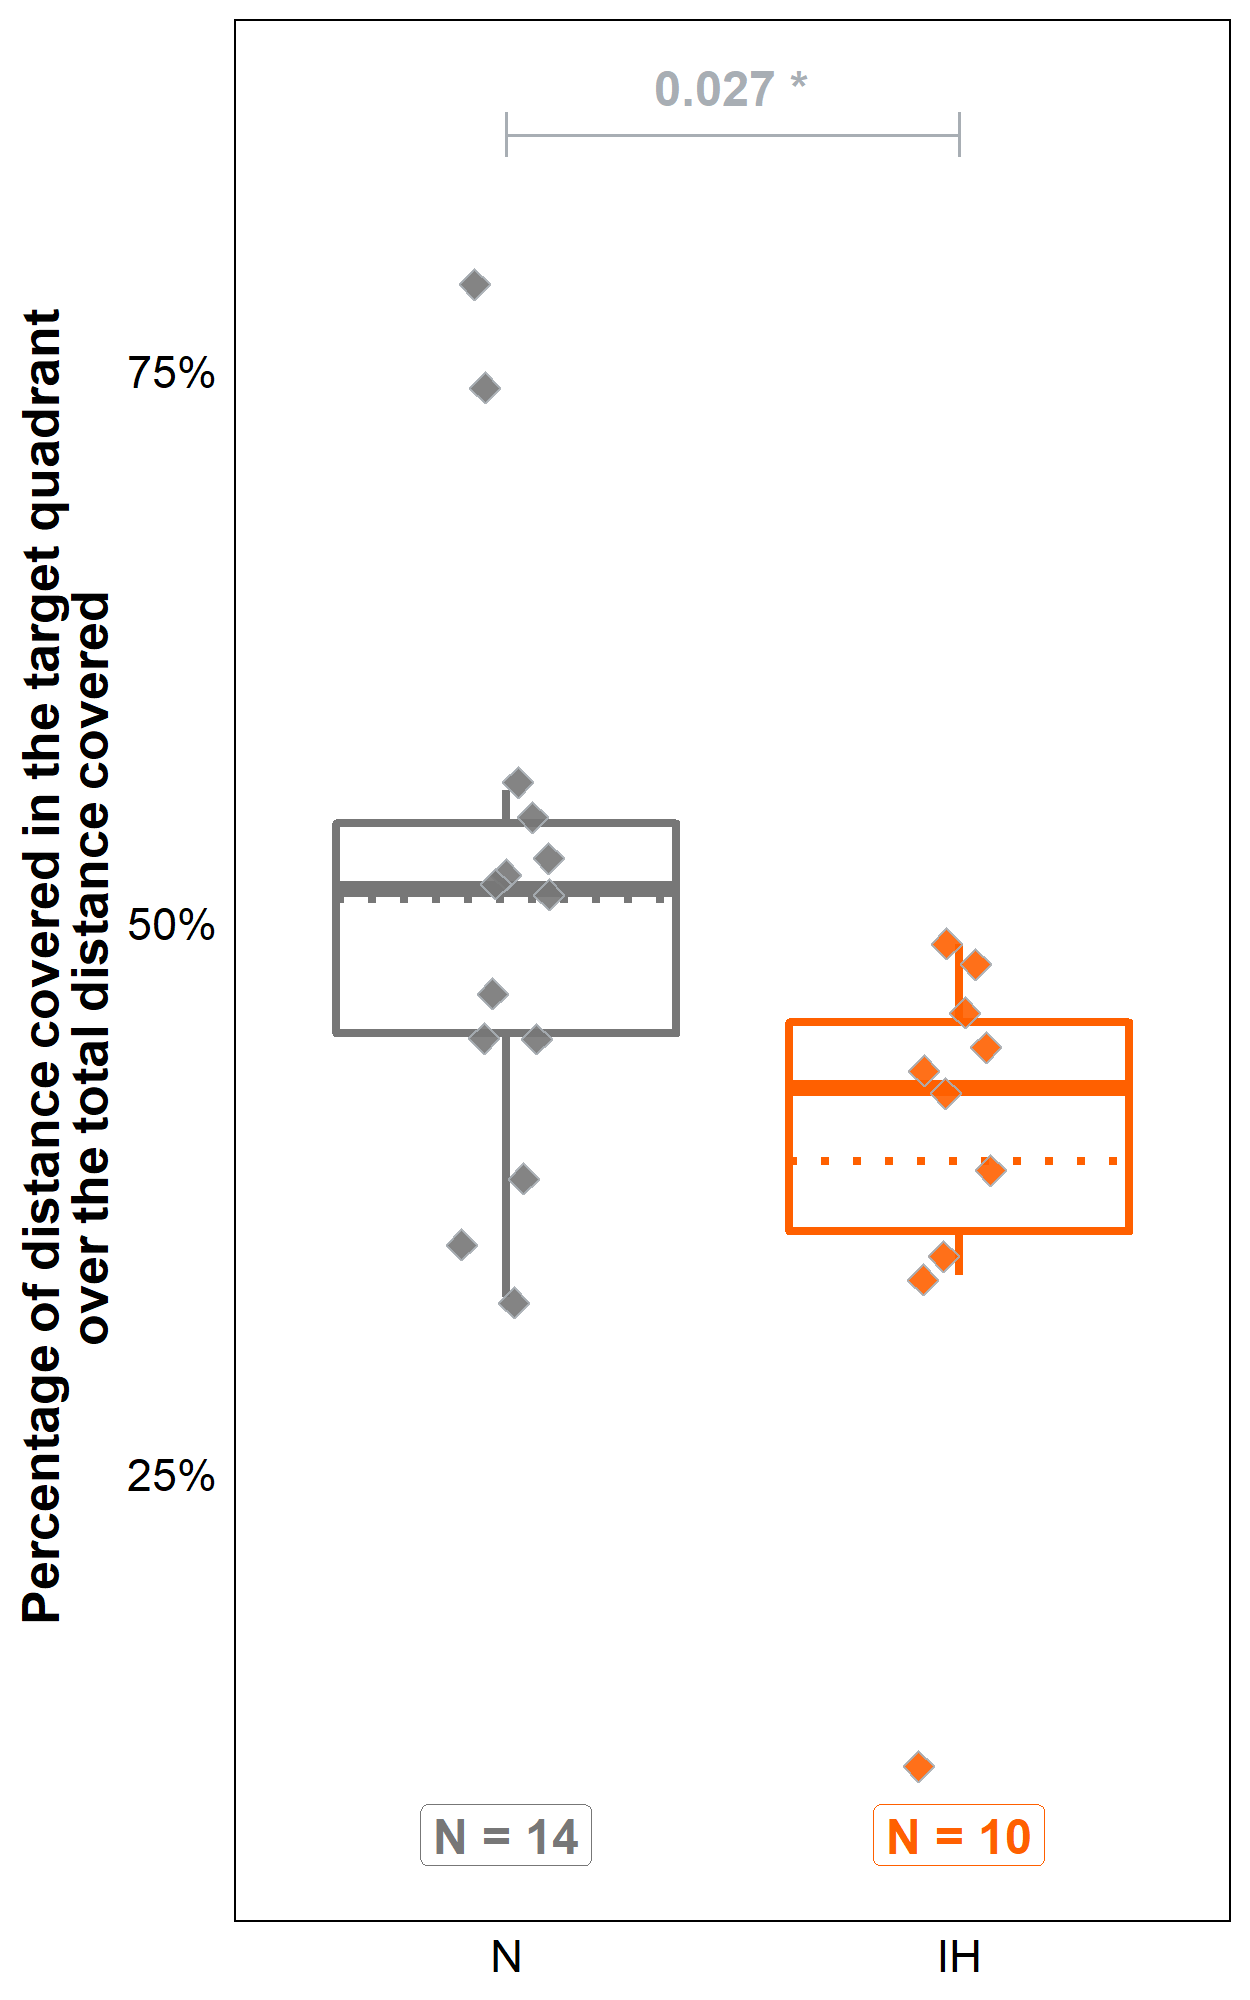 0.027 *
Percentage of distance covered in the target quadrant
over the total distance covered
75%
50%
25%
N = 14
N = 10
N
IH